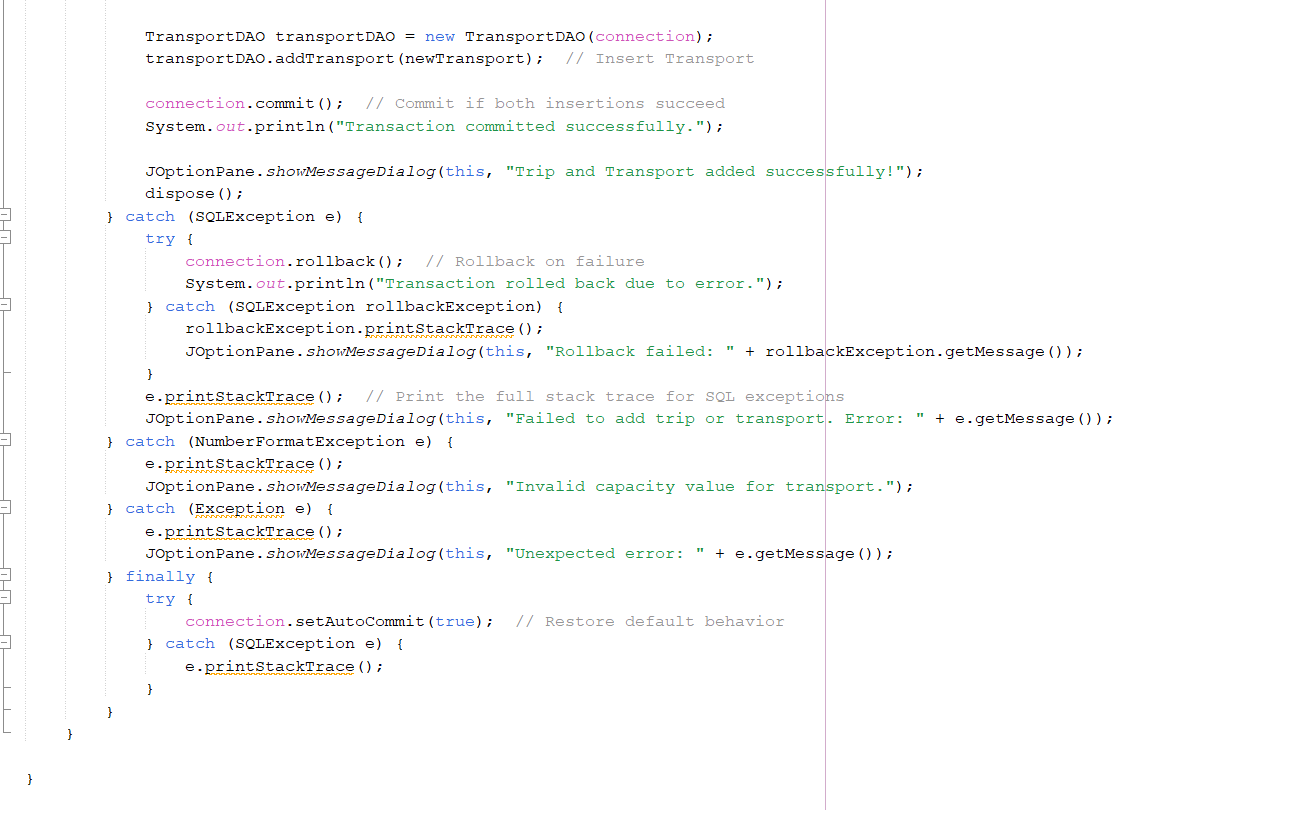 TransportDAO transportDAO = new TransportDAO(connection);
transportDAO.addTransport(newTransport);  // Insert Transport
connection.commit();  // Commit if both insertions succeed
System.out.println("Transaction committed successfully.");
JOptionPane.showMessageDialog(this, "Trip and Transport added successfully!");
dispose();
} catch (SQLException e) {
try {
connection.rollback();  // Rollback on failure
System.out.println("Transaction rolled back due to error.");
} catch (SQLException rollbackException) {
rollbackException.printStackTrace();
JOptionPane.showMessageDialog(this, "Rollback failed: " + rollbackException.getMessage());
}
e.printStackTrace();  // Print the full stack trace for SQL exceptions
JOptionPane.showMessageDialog(this, "Failed to add trip or transport. Error: " + e.getMessage());
} catch (NumberFormatException e) {
e.printStackTrace();
JOptionPane.showMessageDialog(this, "Invalid capacity value for transport.");
} catch (Exception e) {
e.printStackTrace();
JOptionPane.showMessageDialog(this, "Unexpected error: " + e.getMessage());
} finally {
try {
connection.setAutoCommit(true);  // Restore default behavior
} catch (SQLException e) {
e.printStackTrace();
}
}
}
}